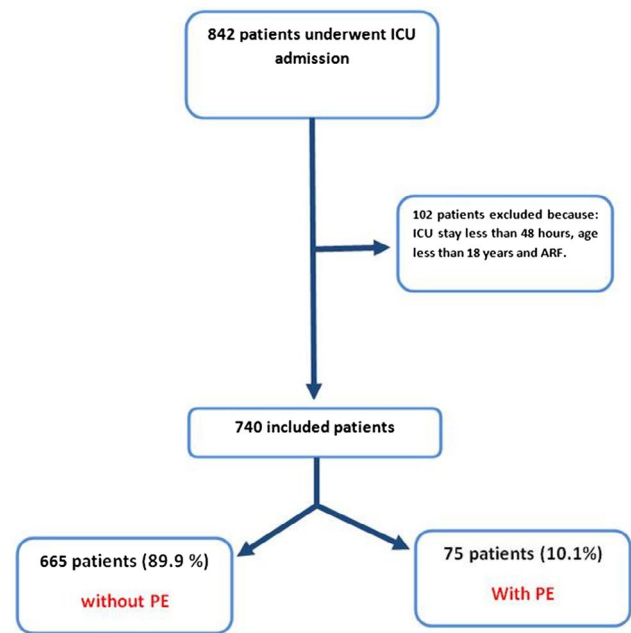 842 patients underwent ICU
admission
102 patients excluded because:
ICU stay less than 48 hours, age
less than 18 years and ARF.
740 included patients
665 patients (89.9 %)
without PE
75 patients (10.1%)
With PE